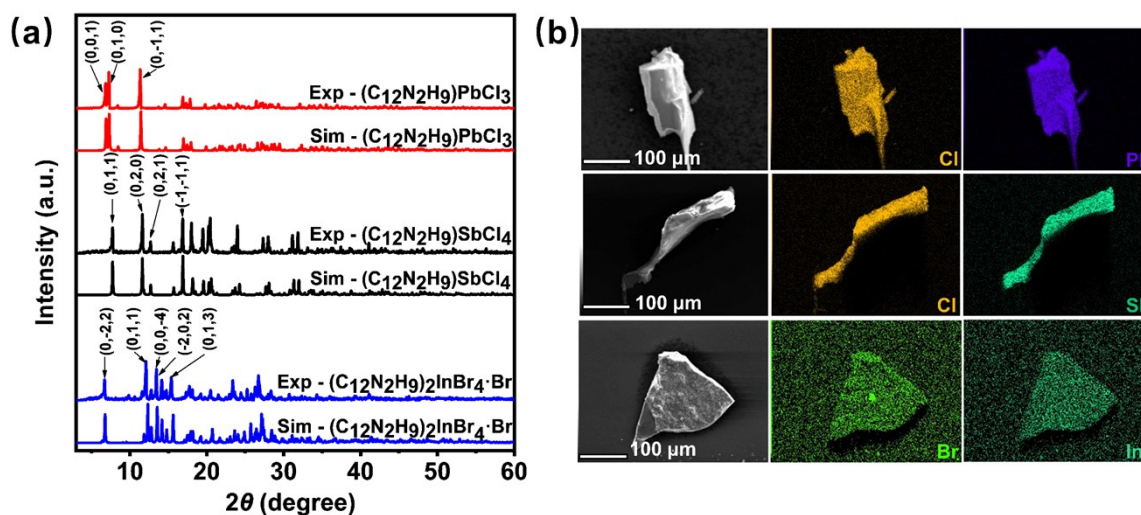 (a)
(0,0,1)
(0,1,0)
(0,-1,1)
Exp - (C12N2H9)PbCl3
Sim - (C12N2H9)PbCl3
(0,1,1)
(0,2,0)
(0,2,1)
(-1,-1,1)
Exp - (C12N2H9)SbCl4
Sim - (C12N2H9)SbCl4
(0,-2,2)
(0,1,1)
(0,0,-4)
(-2,0,2)
(0,1,3)
Exp - (C12N2H9)2InBr4·Br
Sim - (C12N2H9)2InBr4·Br
Intensity (a.u.)
10 20 30 40 50 60
2θ (degree)
(b)
100 µm
Cl
100 µm
Cl
100 µm
Br
In